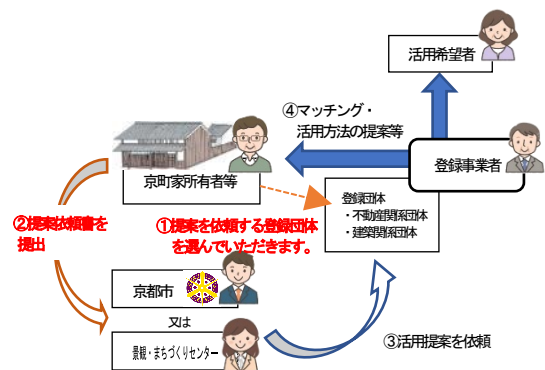 活用希望者
④マッチング・
活用方法の提案等
登録事業者
京町家所有者等
登録団体
・不動産関係団体
・建築関係団体
①提案を依頼する登録団体
を選んでいただきます。
②提案依頼書を
提出
京都市
又は
景観・まちづくりセンター
③活用提案を依頼